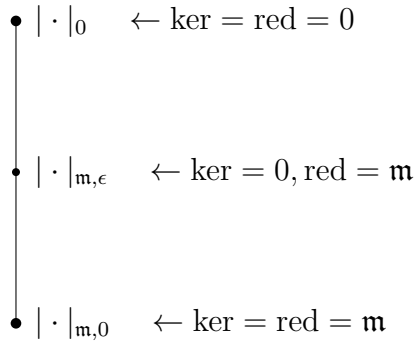 | · |₀ ← ker = red = 0
| · |_{𝔪,ϵ} ← ker = 0, red = 𝔪
| · |_{𝔪,0} ← ker = red = 𝔪